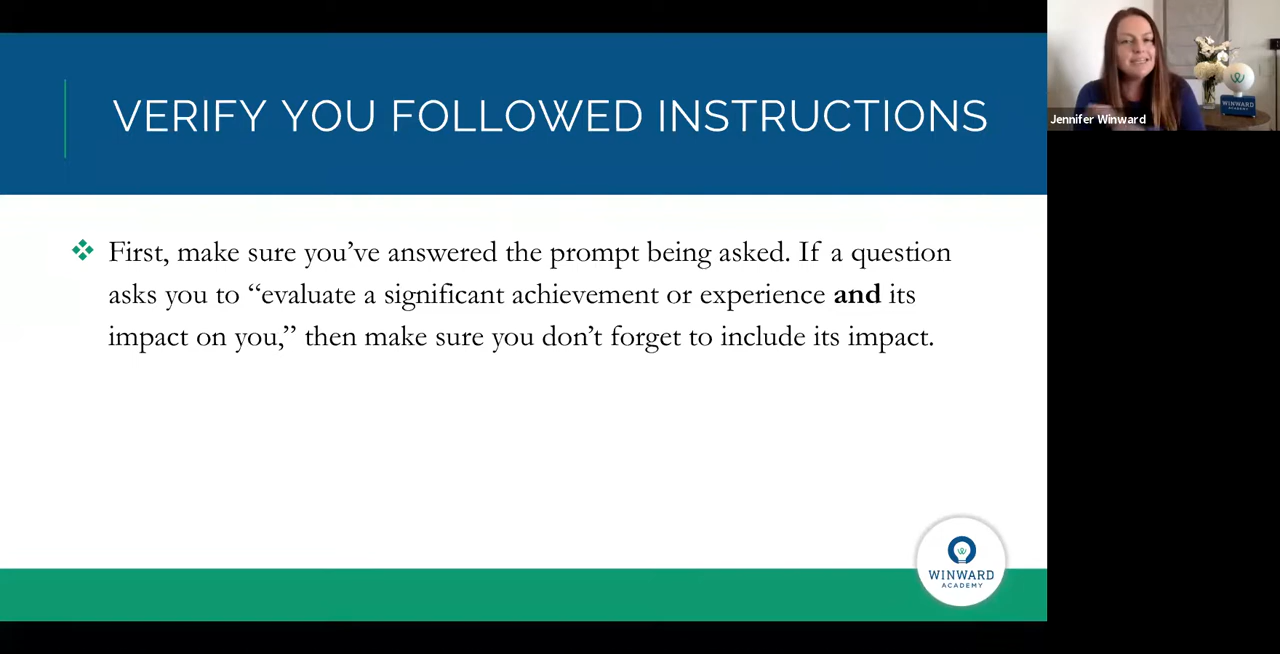 VERIFY YOU FOLLOWED INSTRUCTIONS
Jennifer Winward
WINWARD
ACADEMY
First, make sure you’ve answered the prompt being asked. If a question
asks you to “evaluate a significant achievement or experience and its
impact on you,” then make sure you don’t forget to include its impact.
WINWARD
ACADEMY